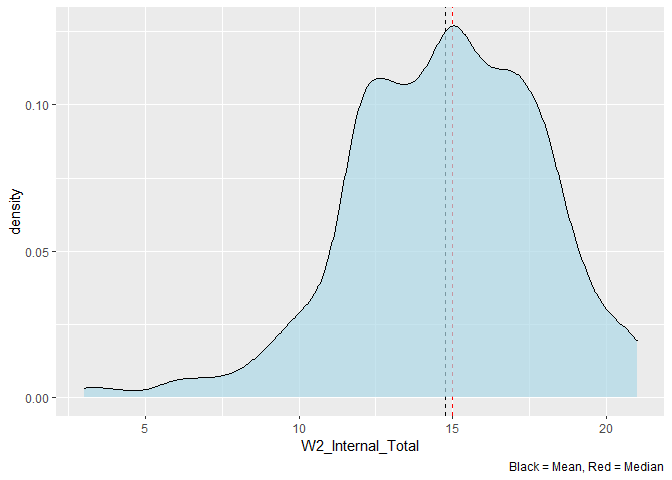 density
0.10
0.05
0.00
5
10
15
20
W2_Internal_Total
Black = Mean, Red = Median